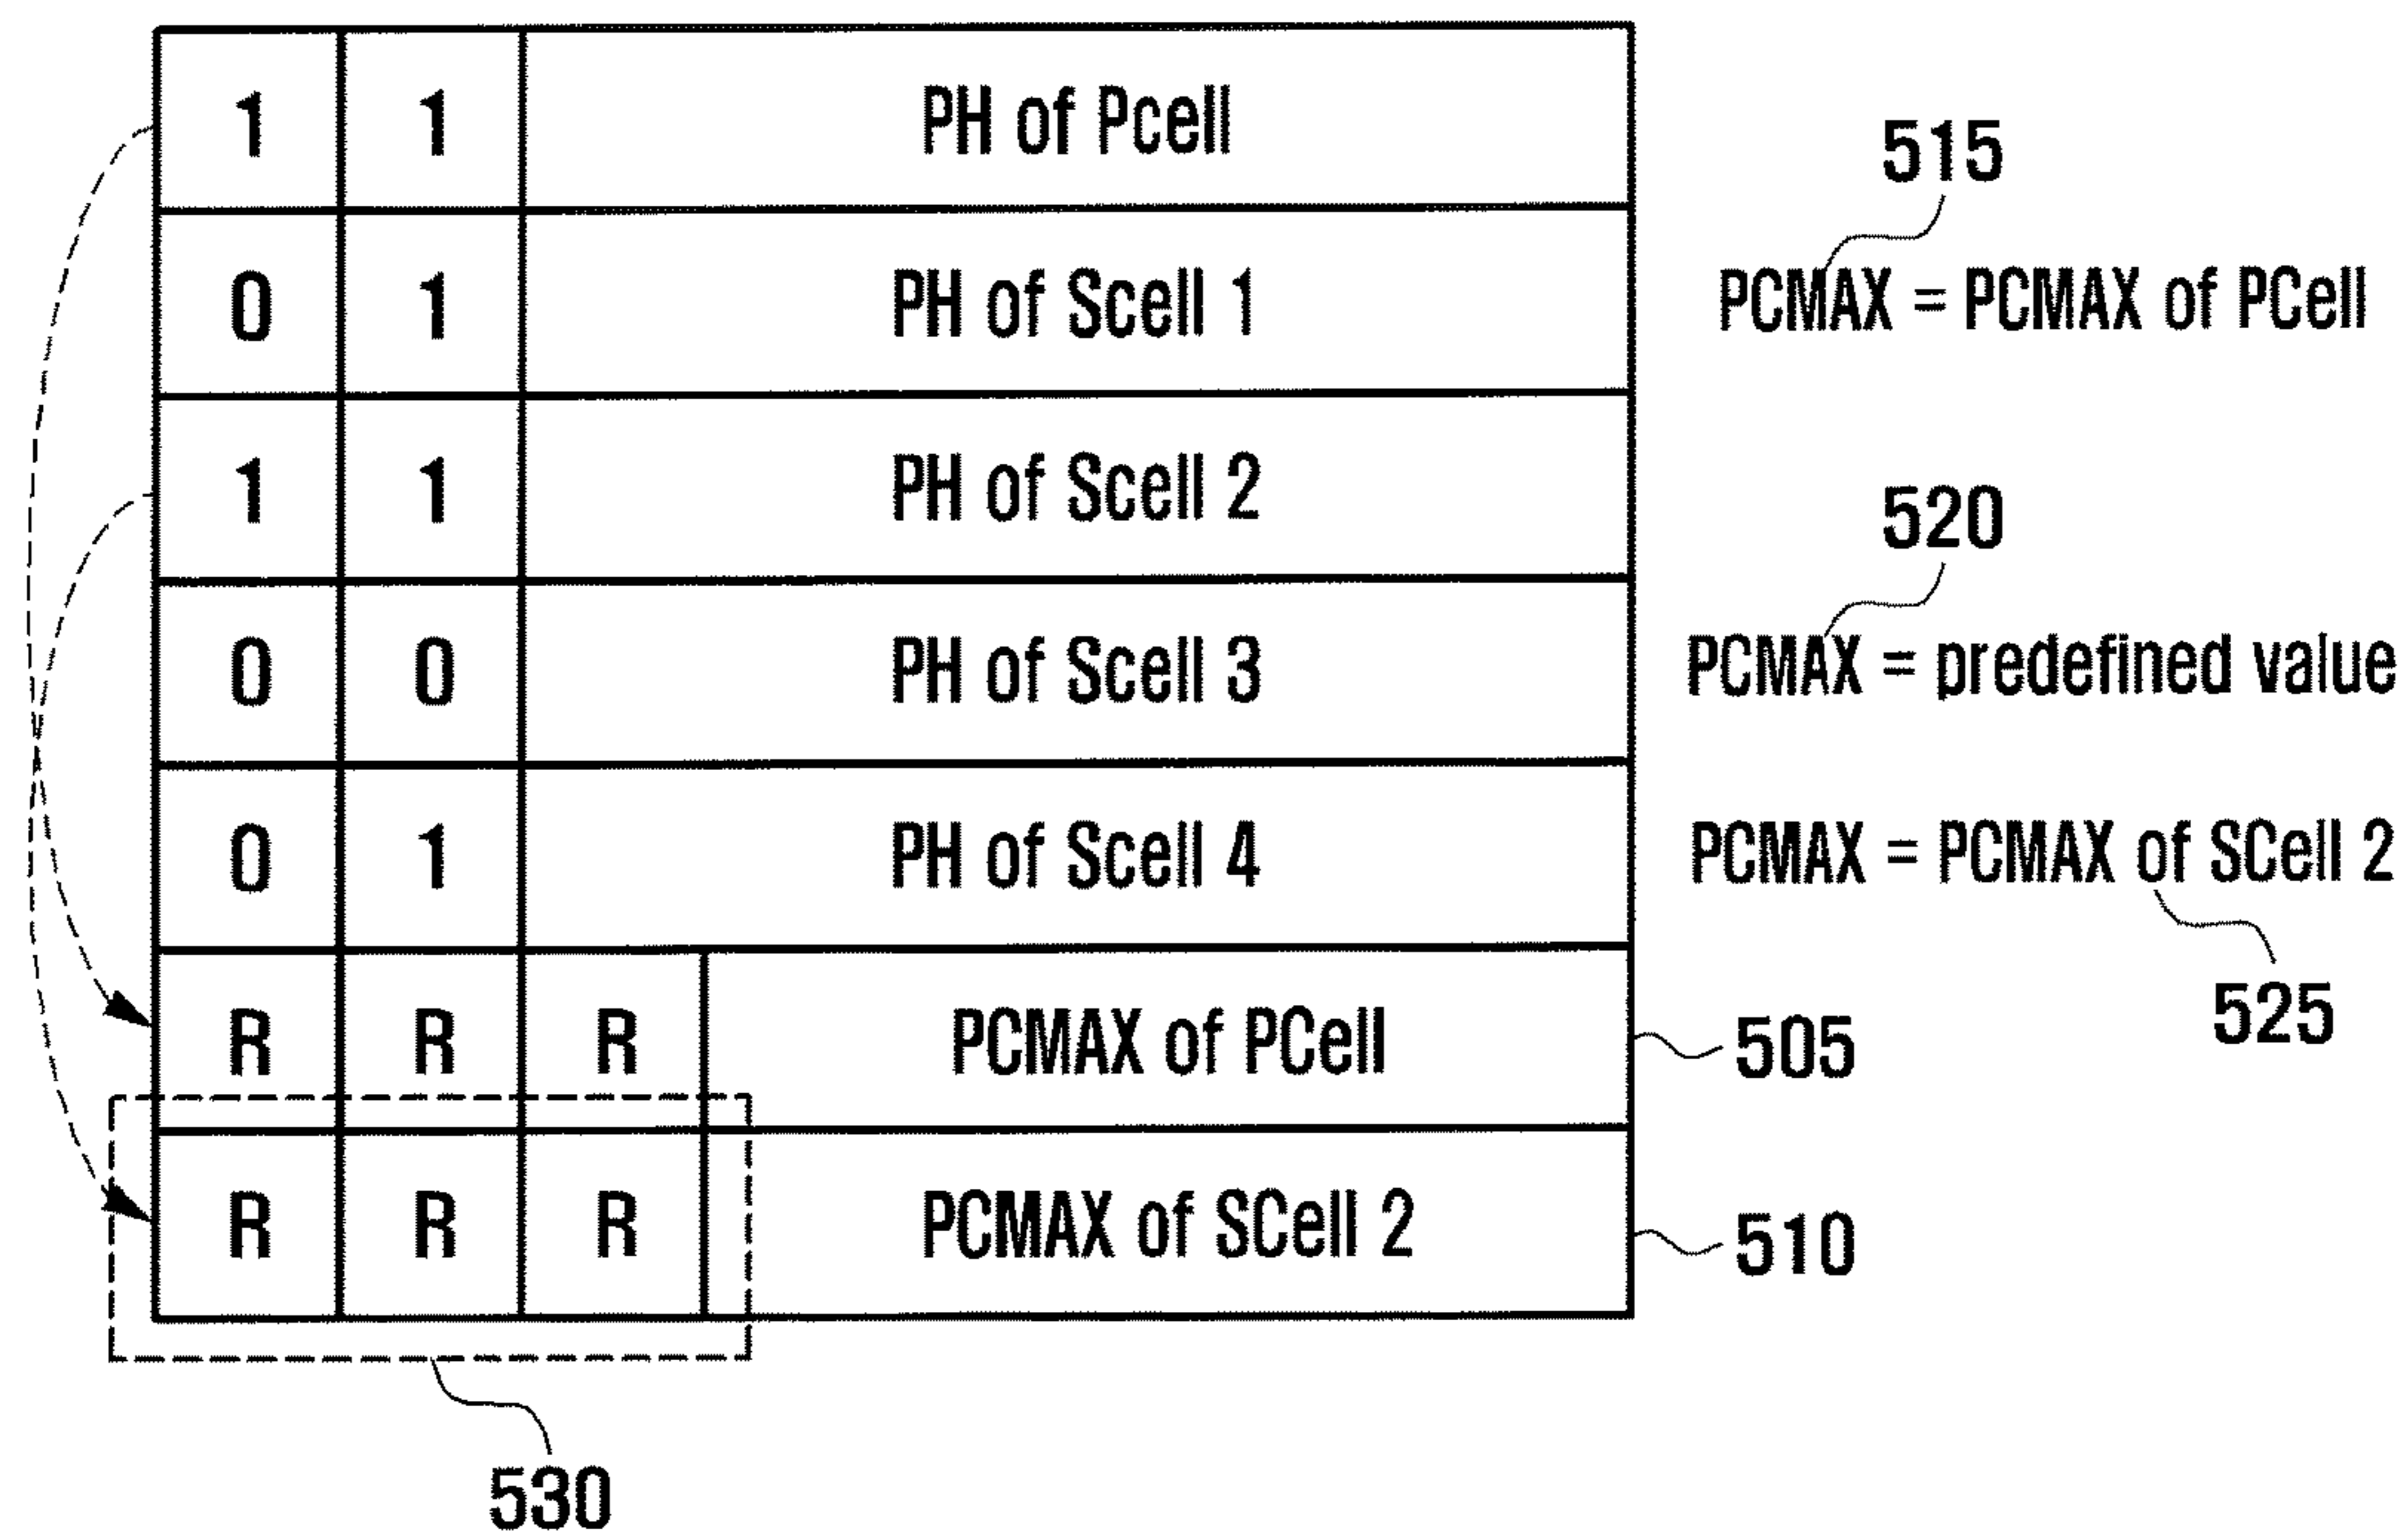 1 1 PH of Pcell
515
0 1 PH of Scell 1 PCMAX = PCMAX of PCell
1 1 PH of Scell 2
520
0 0 PH of Scell 3 PCMAX = predefined value
0 1 PH of Scell 4 PCMAX = PCMAX of SCell 2
525
R R R PCMAX of PCell 505
R R R PCMAX of SCell 2 510
530